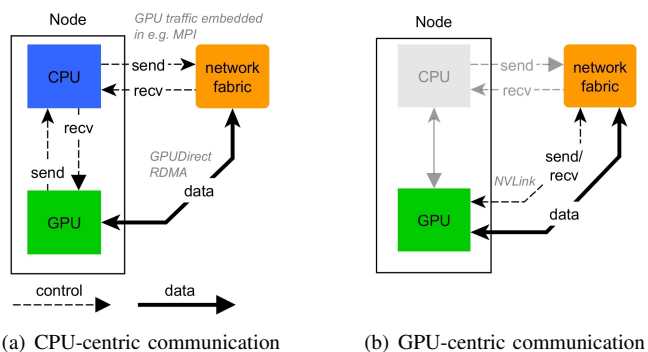 Node
GPU traffic embedded
in e.g. MPI
CPU
send
recv
network
fabric
recv
send
GPUDirect
RDMA
data
GPU
control
data
(a) CPU-centric communication
Node
CPU
send
recv
network
fabric
send/
recv
NVLink
data
GPU
(b) GPU-centric communication